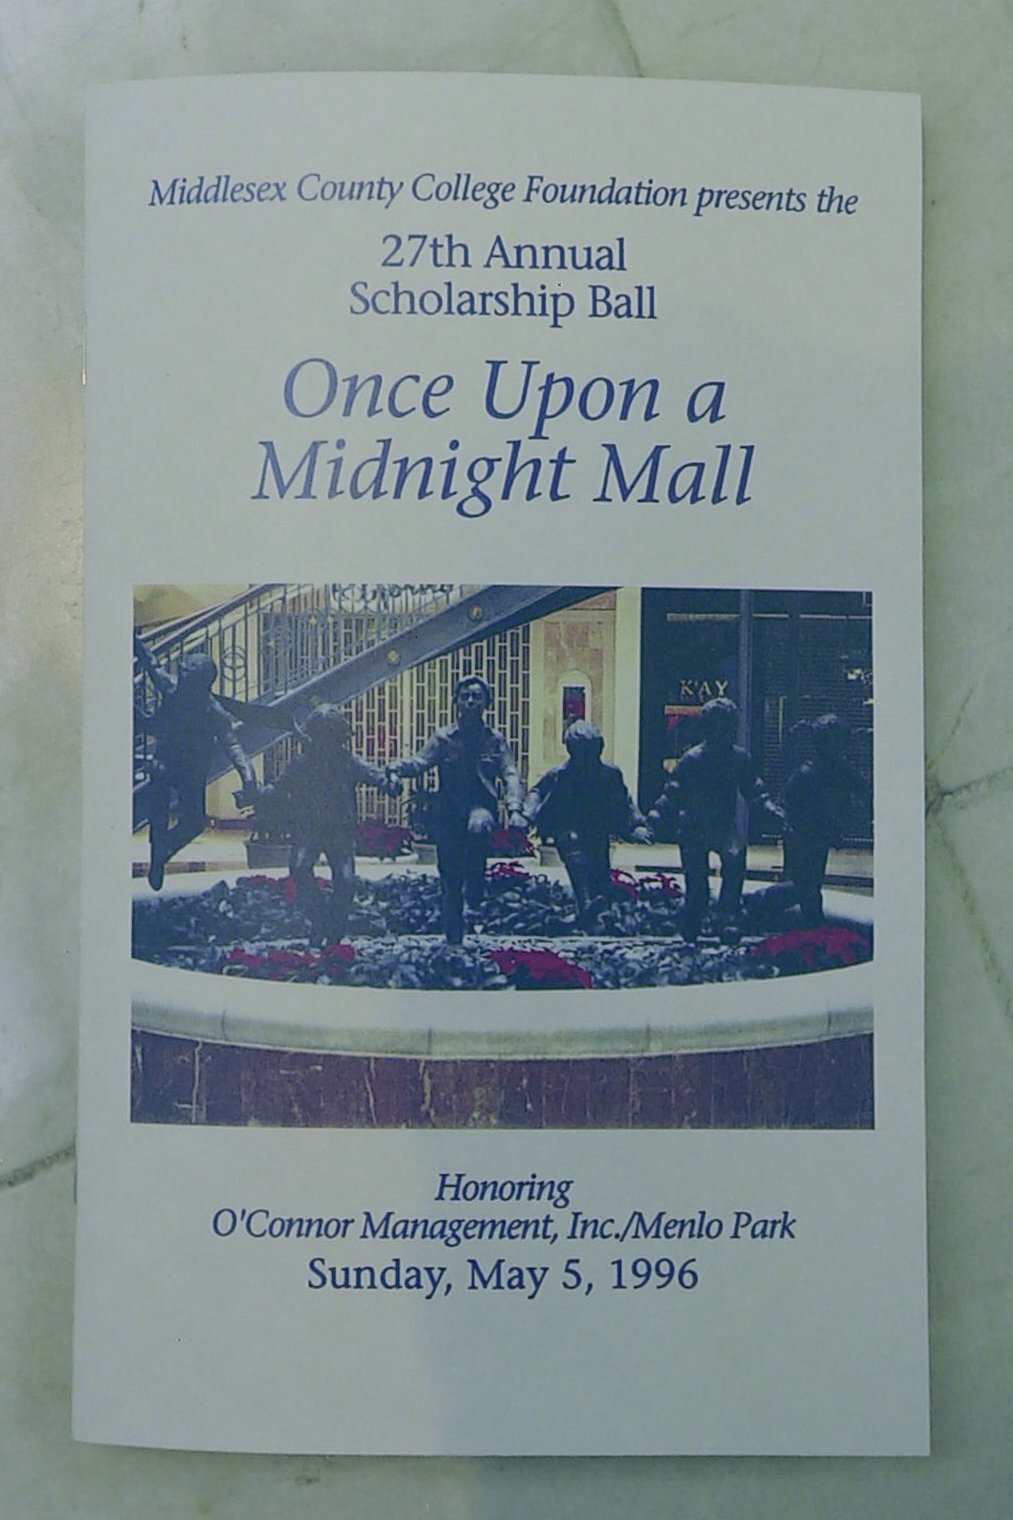 Middlesex County College Foundation presents the
27th Annual
Scholarship Ball
Once Upon a
Midnight Mall
KAY
Honoring
O'Connor Management, Inc./Menlo Park
Sunday, May 5, 1996